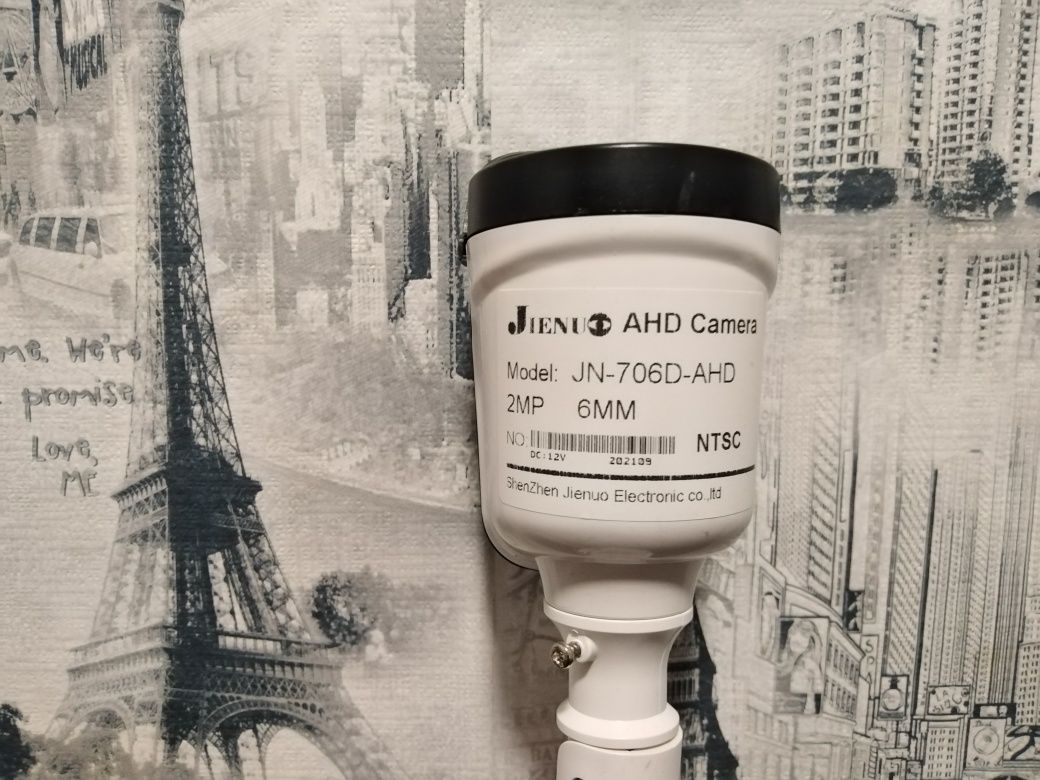 JIENUO AHD Camera
Model: JN-706D-AHD
2MP 6MM
NO: NTSC
DC:12V 202109
ShenZhen Jienuo Electronic co.,ltd
me. We're
promise
Love,
ME